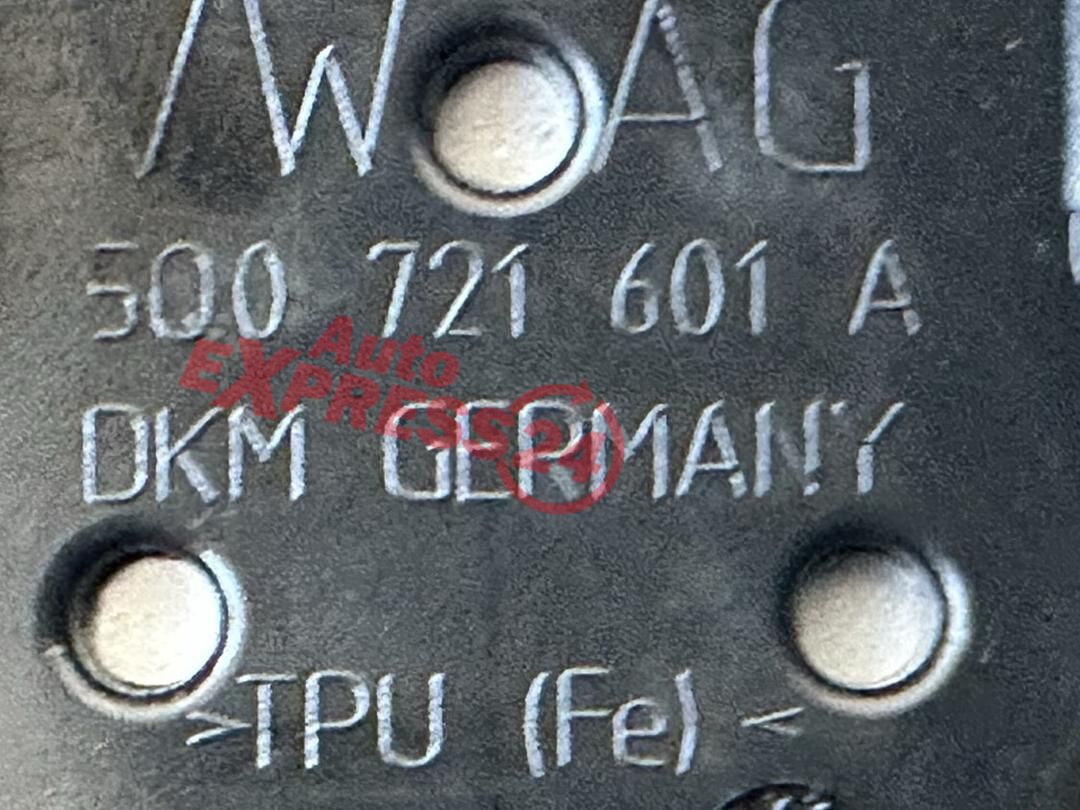 VW AG
5Q0 721 601 A
Auto
EXPRESS24
DKM GERMANY
>TPU (Fe) <